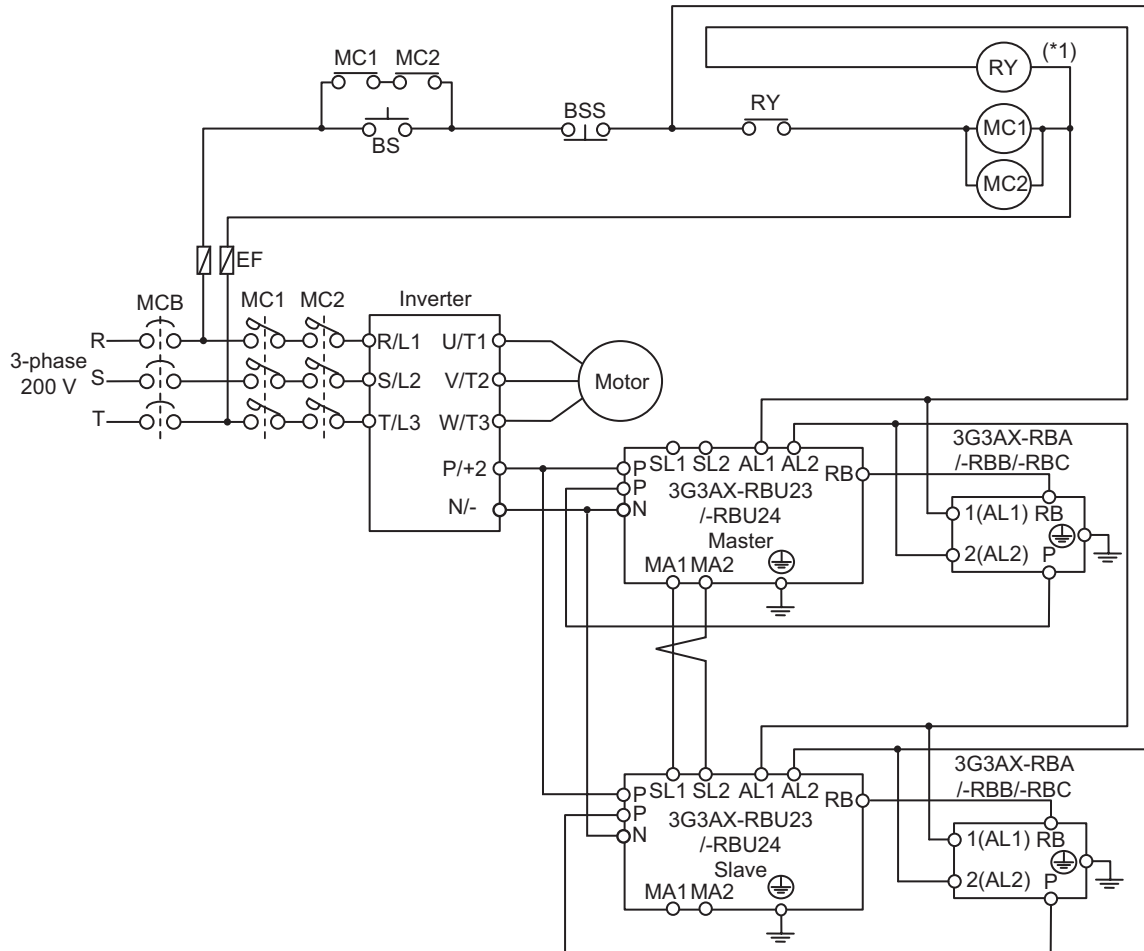 MC1 MC2
RY (*1)
BSS
RY
MC1
BS
MC2
EF
MCB MC1 MC2 Inverter
R R/L1 U/T1
3-phase
200 V
S S/L2 V/T2 Motor
T T/L3 W/T3
P/+2
N/-
P SL1 SL2 AL1 AL2 RB
P 3G3AX-RBU23
N /-RBU24
Master
MA1 MA2
3G3AX-RBA
/-RBB/-RBC
1(AL1) RB
2(AL2) P
P SL1 SL2 AL1 AL2 RB
P 3G3AX-RBU23
N /-RBU24
Slave
MA1 MA2
3G3AX-RBA
/-RBB/-RBC
1(AL1) RB
2(AL2) P